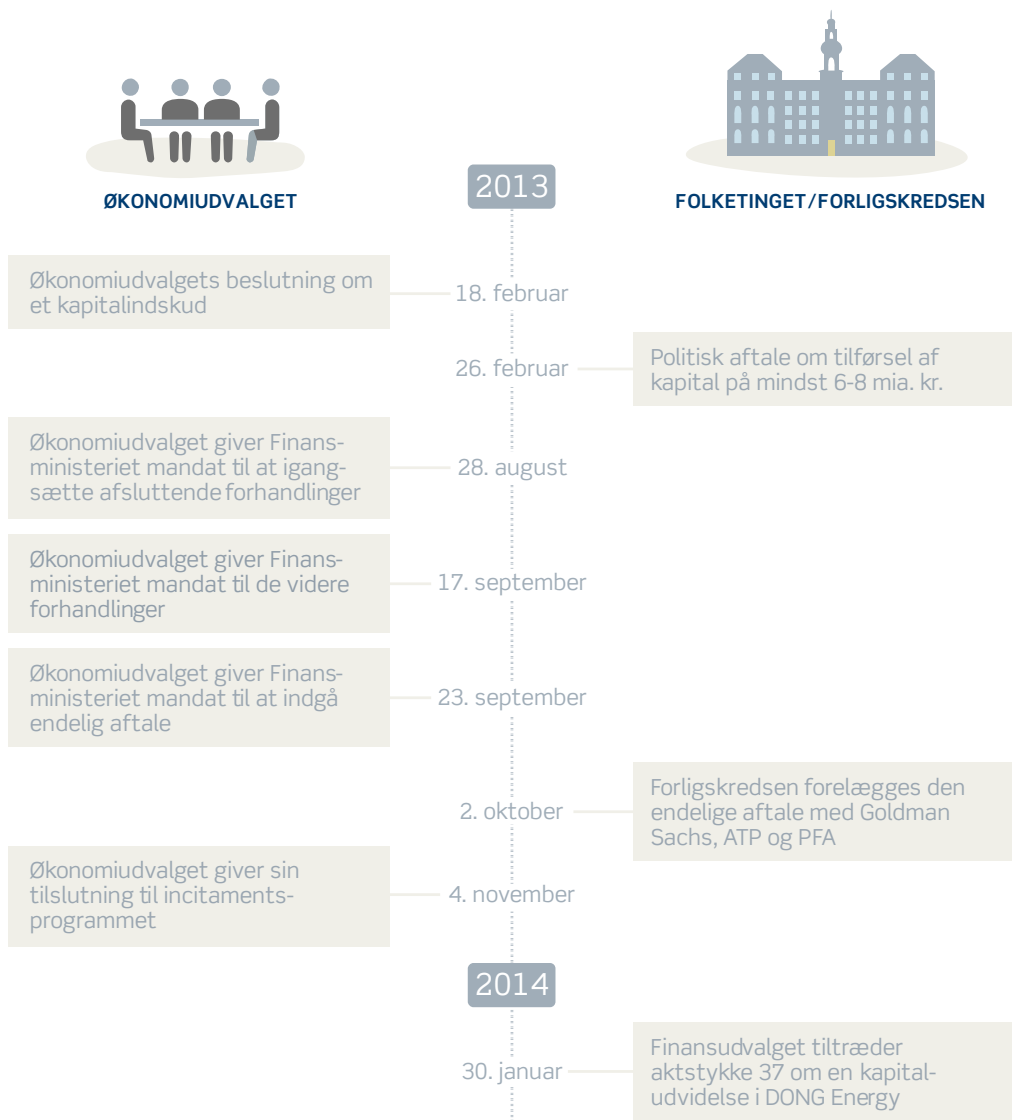 ØKONOMIUDVALGET
2013
FOLKETINGET/FORLIGSKREDSEN
Økonomiudvalgets beslutning om
et kapitalindskud
18. februar
26. februar
Politisk aftale om tilførsel af
kapital på mindst 6-8 mia. kr.
Økonomiudvalget giver Finans-
ministeriet mandat til at igang-
sætte afsluttende forhandlinger
28. august
Økonomiudvalget giver Finans-
ministeriet mandat til de videre
forhandlinger
17. september
Økonomiudvalget giver Finans-
ministeriet mandat til at indgå
endelig aftale
23. september
2. oktober
Forligskredsen forelægges den
endelige aftale med Goldman
Sachs, ATP og PFA
Økonomiudvalget giver sin
tilslutning til incitaments-
programmet
4. november
2014
30. januar
Finansudvalget tiltræder
aktstykke 37 om en kapital-
udvidelse i DONG Energy